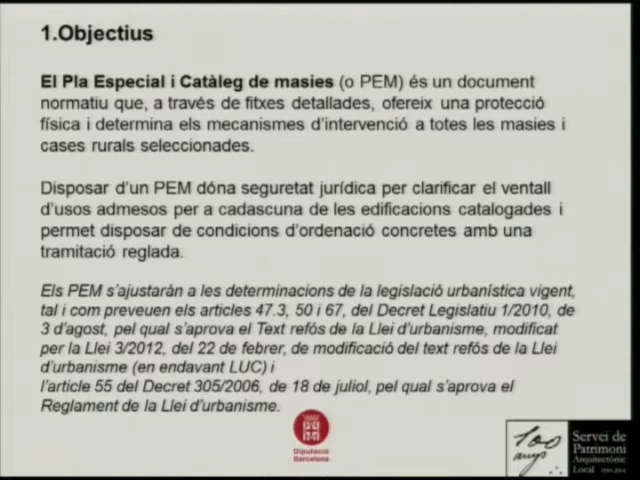 1.Objectius
El Pla Especial i Catàleg de masies (o PEM) és un document
normatiu que, a través de fitxes detallades, ofereix una protecció
física i determina els mecanismes d'intervenció a totes les masies i
cases rurals seleccionades.
Disposar d'un PEM dóna seguretat jurídica per clarificar el ventall
d'usos admesos per a cadascuna de les edificacions catalogades i
permet disposar de condicions d'ordenació concretes amb una
tramitació reglada.
Els PEM s'ajustaràn a les determinacions de la legislació urbanística vigent,
tal i com preveuen els articles 47.3, 50 i 67, del Decret Legislatiu 1/2010, de
3 d'agost, pel qual s'aprova el Text refós de la Llei d'urbanisme, modificat
per la Llei 3/2012, del 22 de febrer, de modificació del text refós de la Llei
d'urbanisme (en endavant LUC) i
l'article 55 del Decret 305/2006, de 18 de juliol, pel qual s'aprova el
Reglament de la Llei d'urbanisme.
Diputació
Barcelona
100
anys
Servei de
Patrimoni
Arquitectònic
Local